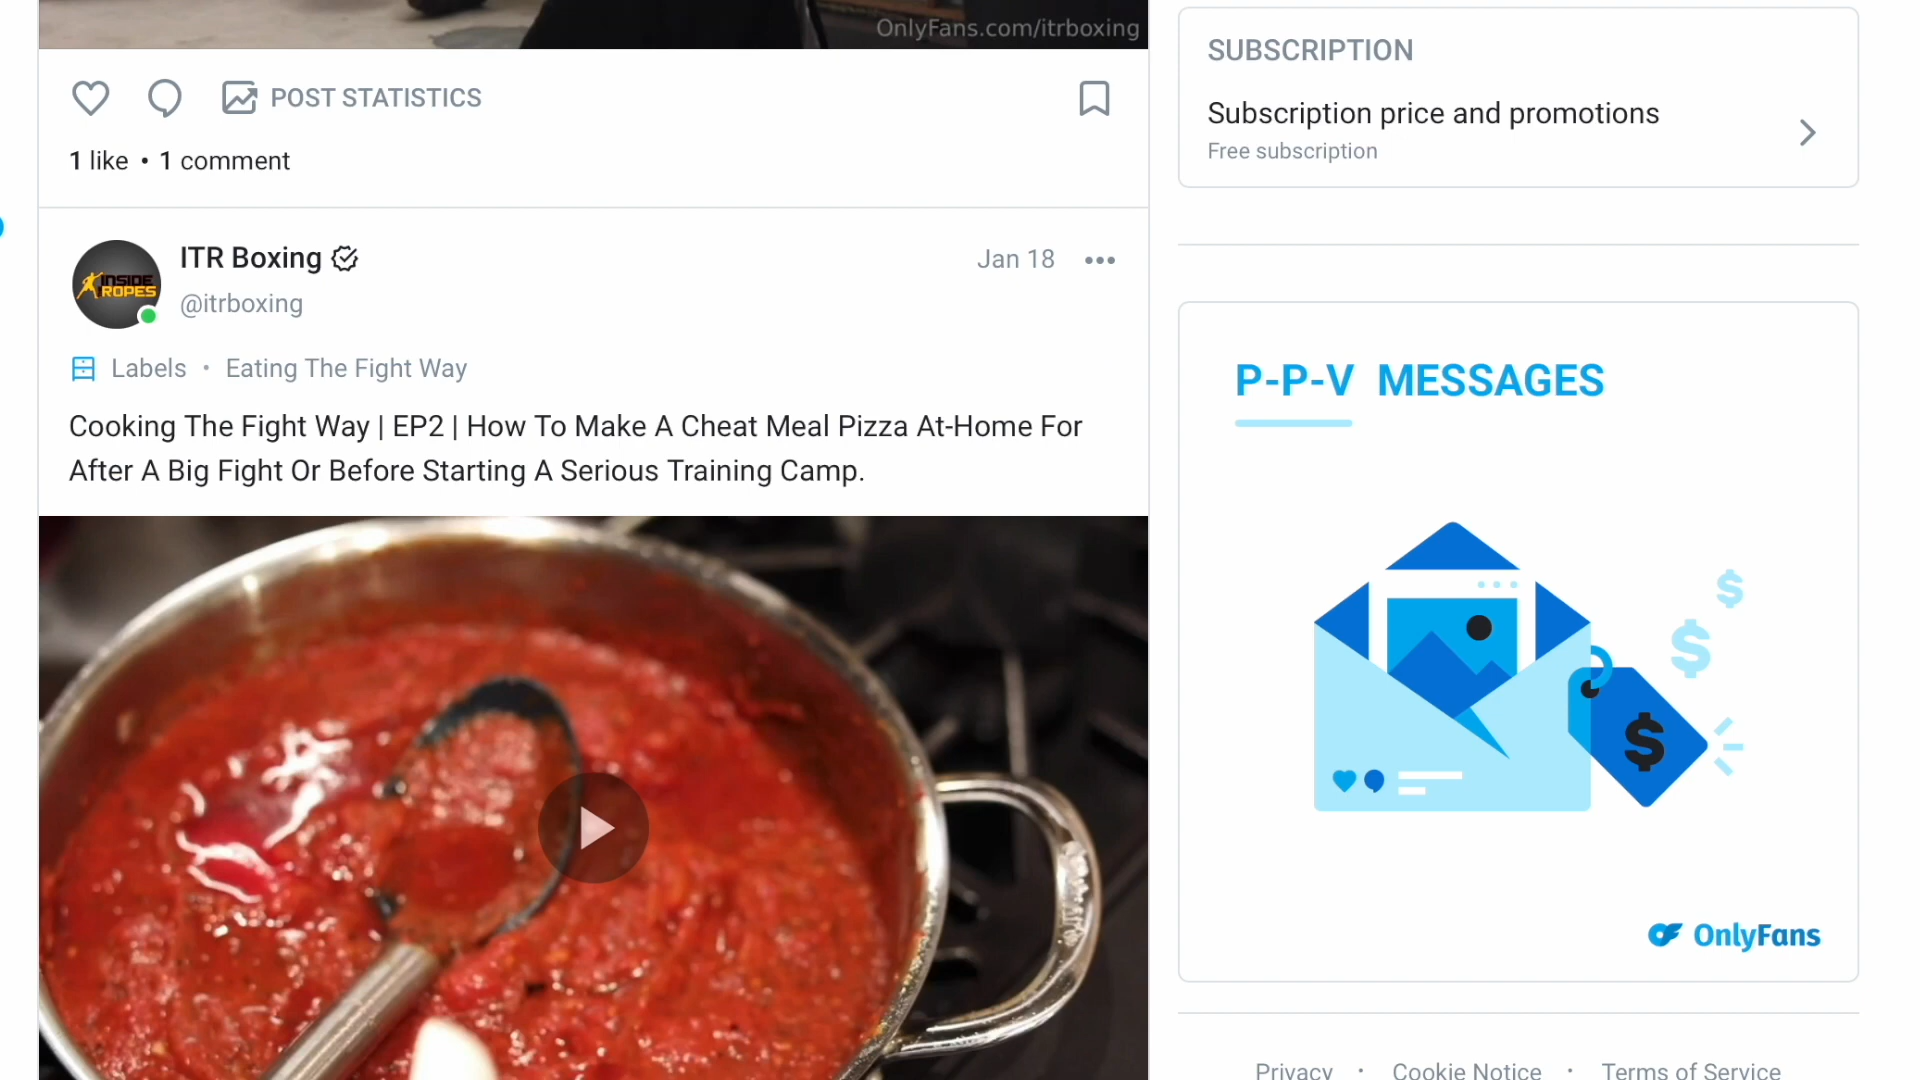 OnlyFans.com/itrboxing
POST STATISTICS
1 like • 1 comment
SUBSCRIPTION
Subscription price and promotions
Free subscription
INSIDE
ROPES
ITR Boxing
@itrboxing
Jan 18
Labels • Eating The Fight Way
Cooking The Fight Way | EP2 | How To Make A Cheat Meal Pizza At-Home For
After A Big Fight Or Before Starting A Serious Training Camp.
P-P-V MESSAGES
$
$
$
OnlyFans
Privacy · Cookie Notice · Terms of Service